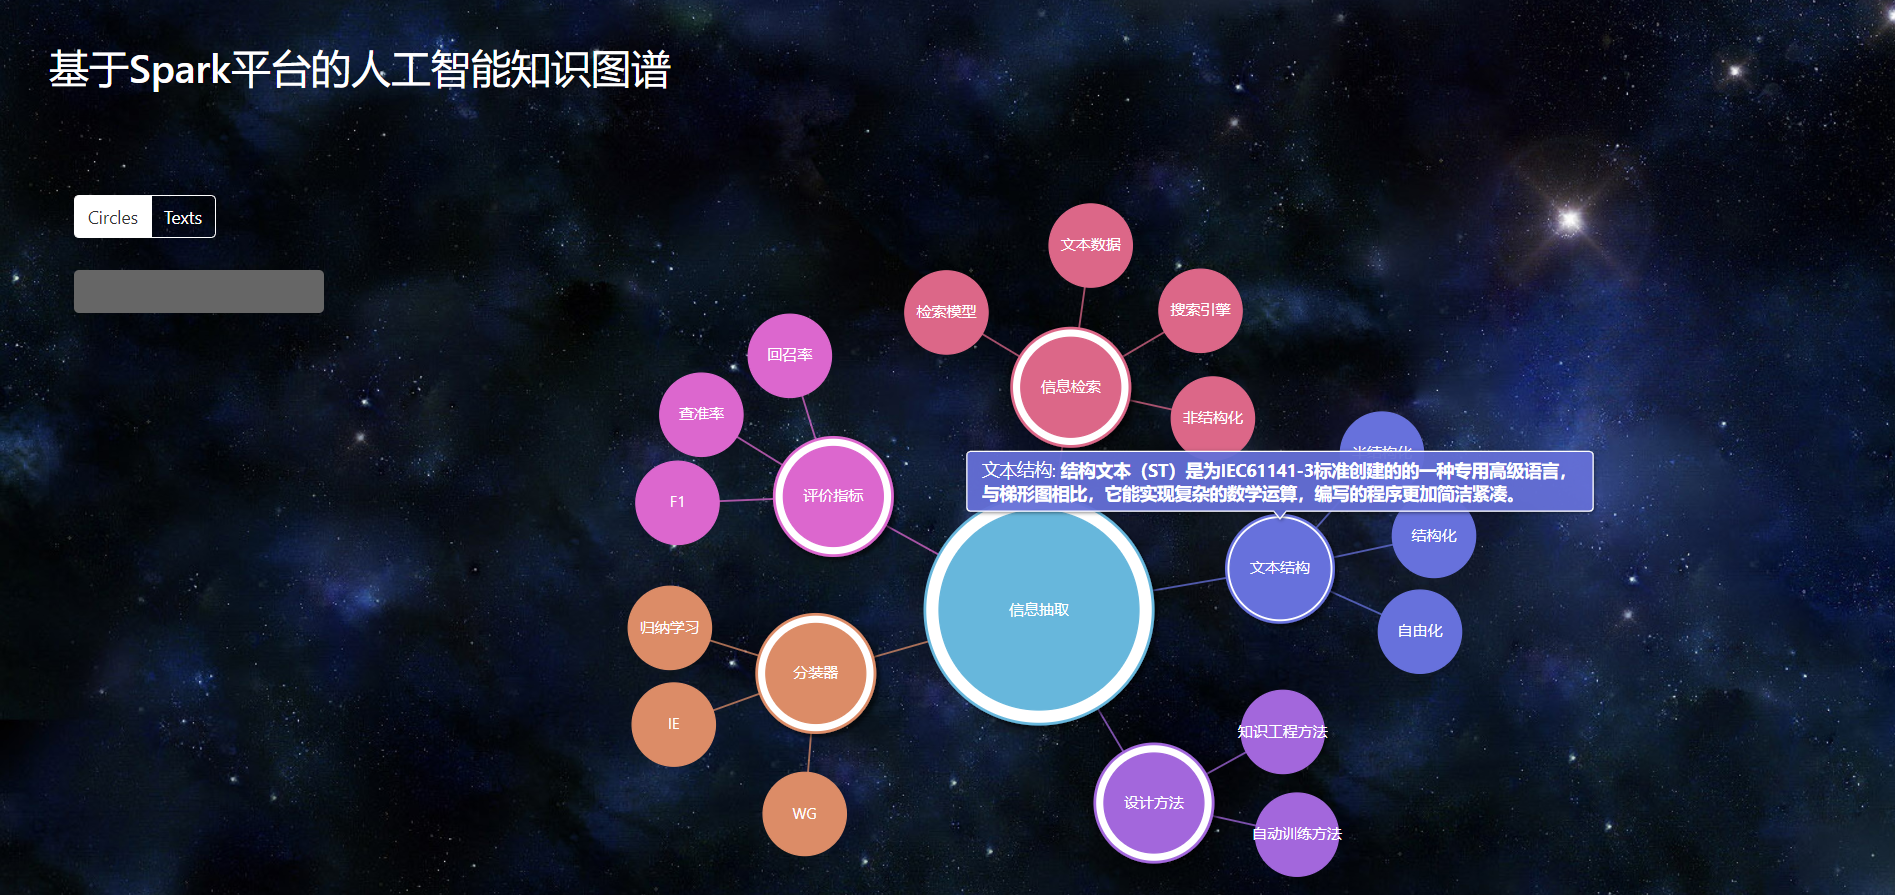 基于Spark平台的人工智能知识图谱
Circles
Texts
文本数据
检索模型
搜索引擎
信息检索
非结构化
回召率
查准率
F1
评价指标
文本结构: 结构文本（ST）是为IEC61141-3标准创建的的一种专用高级语言，
与梯形图相比，它能实现复杂的数学运算，编写的程序更加简洁紧凑。
结构化
文本结构
自由化
信息抽取
归纳学习
分装器
IE
WG
知识工程方法
设计方法
自动训练方法